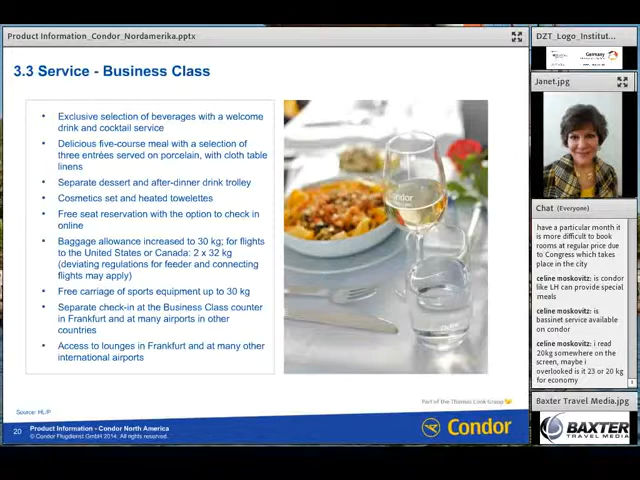 Product Information_Condor_Nordamerika.pptx
3.3 Service - Business Class
• Exclusive selection of beverages with a welcome
drink and cocktail service
• Delicious five-course meal with a selection of
three entrées served on porcelain, with cloth table
linens
• Separate dessert and after-dinner drink trolley
• Cosmetics set and heated towelettes
• Free seat reservation with the option to check in
online
• Baggage allowance increased to 30 kg; for flights
to the United States or Canada: 2 x 32 kg
(deviating regulations for feeder and connecting
flights may apply)
• Free carriage of sports equipment up to 30 kg
• Separate check-in at the Business Class counter
in Frankfurt and at many airports in other
countries
• Access to lounges in Frankfurt and at many other
international airports
Condor
Part of the Thomas Cook Group
Source: HL/P
20 Product Information - Condor North America
© Condor Flugdienst GmbH 2014. All rights reserved.
Condor
DZT_Logo_Institut...
Germany
Janet.jpg
Chat (Everyone)
have a particular month it
is more difficult to book
rooms at regular price due
to Congress which takes
place in the city
celine moskovitz: is condor
like LH can provide special
meals
celine moskovitz: is
bassinet service available
on condor
celine moskovitz: i read
20kg somewhere on the
screen, maybe i
overlooked is it 23 or 20 kg
for economy
Baxter Travel Media.jpg
BAXTER
TRAVEL MEDIA